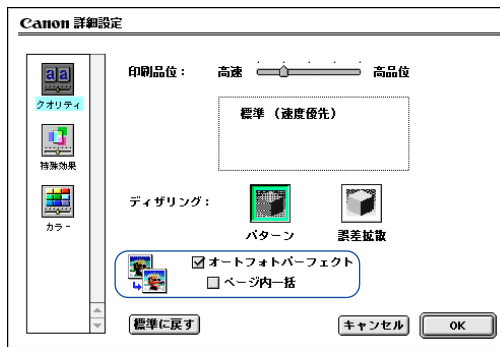 Canon 詳細設定
クオリティ
特殊効果
カラー
印刷品位：
高速
高品位
標準（速度優先）
ディザリング：
パターン
誤差拡散
オートフォトパーフェクト
ページ内一括
標準に戻す
キャンセル
OK